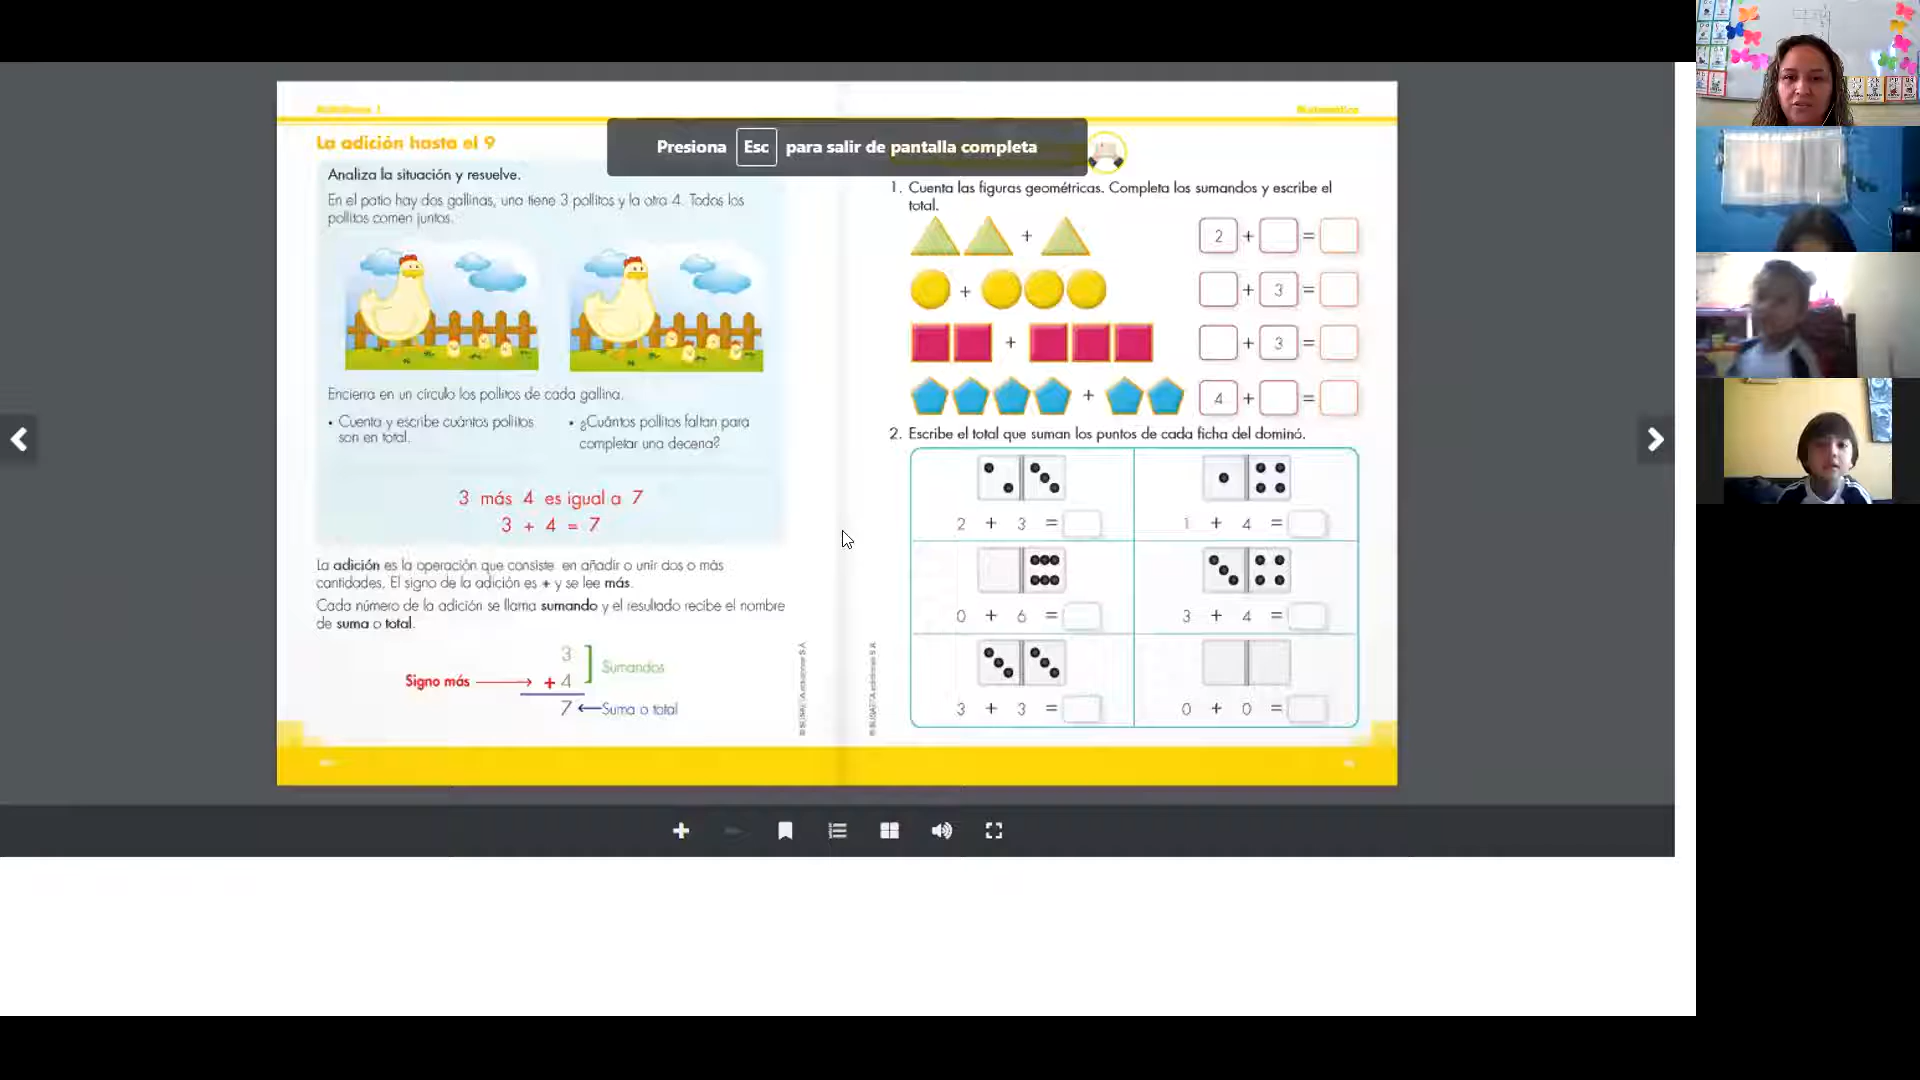 Matemática
La adición hasta el 9
Presiona Esc para salir de pantalla completa
Analiza la situación y resuelve.
En el patio hay dos gallinas, una tiene 3 pollitos y la otra 4. Todos los
pollitos comen juntos.
Encierra en un círculo los pollitos de cada gallina.
• Cuenta y escribe cuántos pollitos
son en total.
• ¿Cuántos pollitos faltan para
completar una decena?
3 más 4 es igual a 7
3 + 4 = 7
La adición es la operación que consiste en añadir o unir dos o más
cantidades. El signo de la adición es + y se lee más.
Cada número de la adición se llama sumando y el resultado recibe el nombre
de suma o total.
3
Signo más + 4
Sumandos
7 Suma o total
1. Cuenta las figuras geométricas. Completa los sumandos y escribe el
total.
+ 2 + =
+ + 3 =
+ + 3 =
+ 4 + =
2. Escribe el total que suman los puntos de cada ficha del dominó.
2 + 3 =
1 + 4 =
0 + 6 =
3 + 4 =
3 + 3 =
0 + 0 =